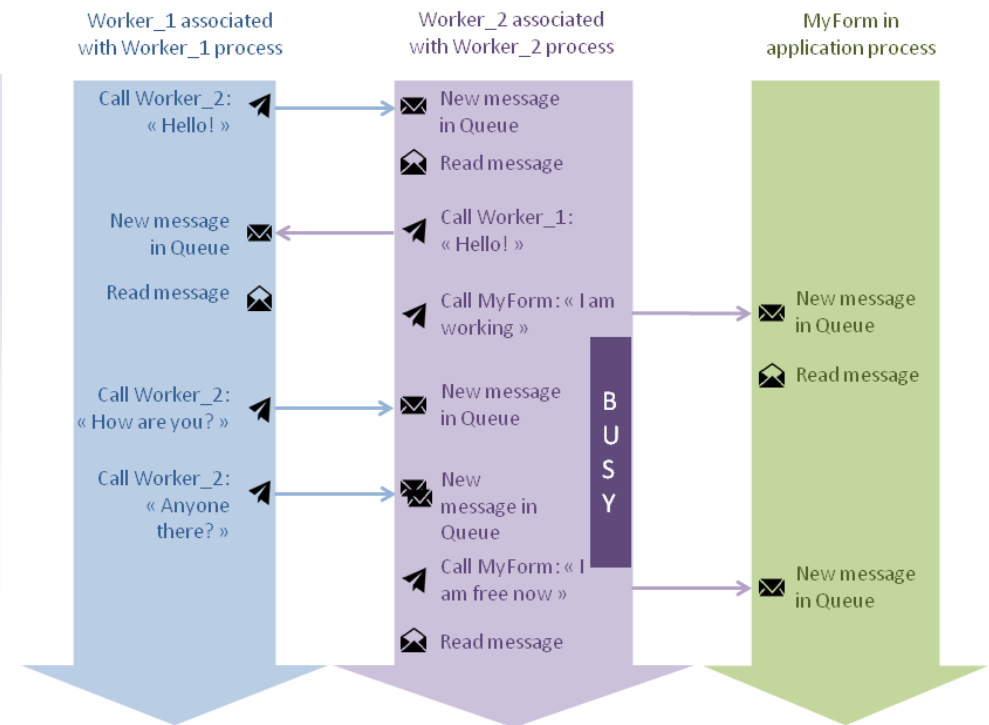 Worker_1 associated
with Worker_1 process
Worker_2 associated
with Worker_2 process
MyForm in
application process
Call Worker_2:
« Hello! »
New message
in Queue
Read message
New message
in Queue
Call Worker_1:
« Hello! »
Read message
Call MyForm: « I am
working »
New message
in Queue
Read message
Call Worker_2:
« How are you? »
New message
in Queue
BUSY
Call Worker_2:
« Anyone
there? »
New
message in
Queue
Call MyForm: « I
am free now »
New message
in Queue
Read message